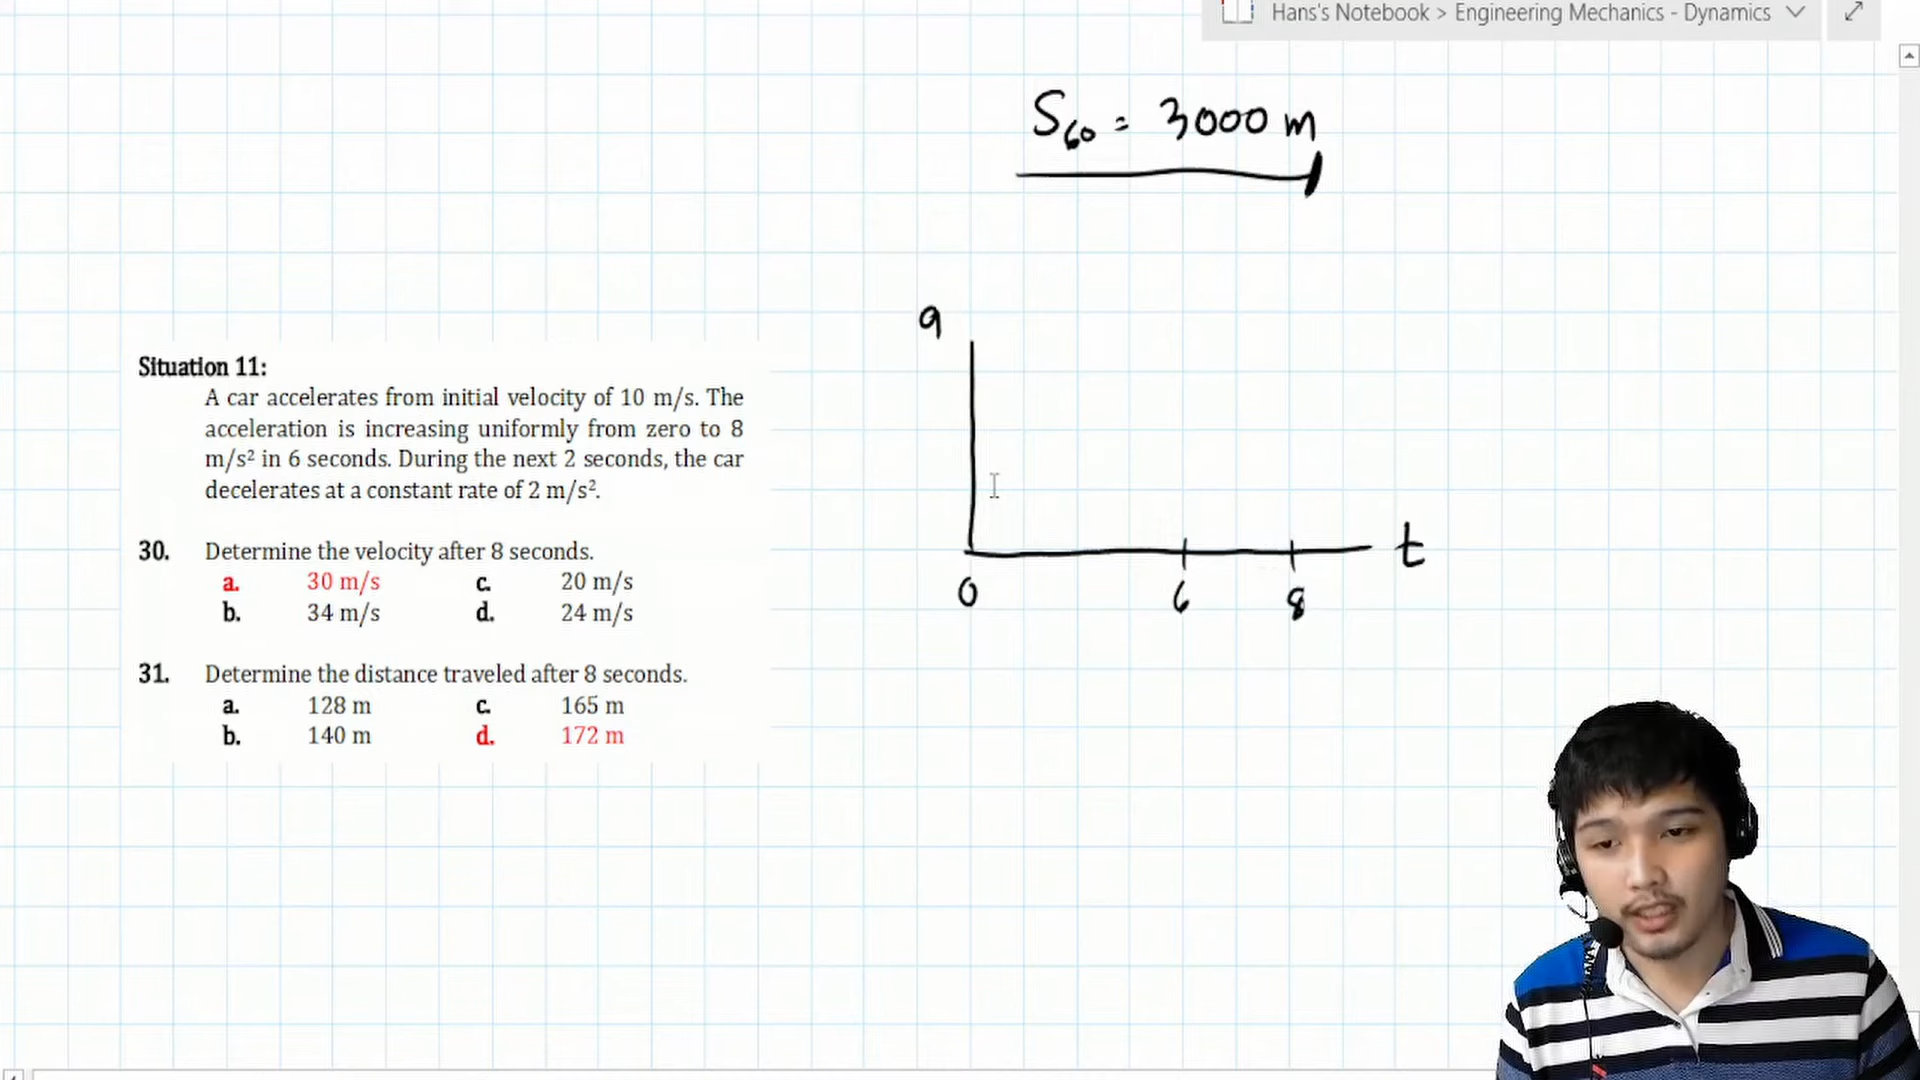 Hans's Notebook > Engineering Mechanics - Dynamics
S₆₀ = 3000 m
a
Situation 11:
A car accelerates from initial velocity of 10 m/s. The
acceleration is increasing uniformly from zero to 8
m/s² in 6 seconds. During the next 2 seconds, the car
decelerates at a constant rate of 2 m/s².
t
0 6 8
30. Determine the velocity after 8 seconds.
a. 30 m/s c. 20 m/s
b. 34 m/s d. 24 m/s
31. Determine the distance traveled after 8 seconds.
a. 128 m c. 165 m
b. 140 m d. 172 m